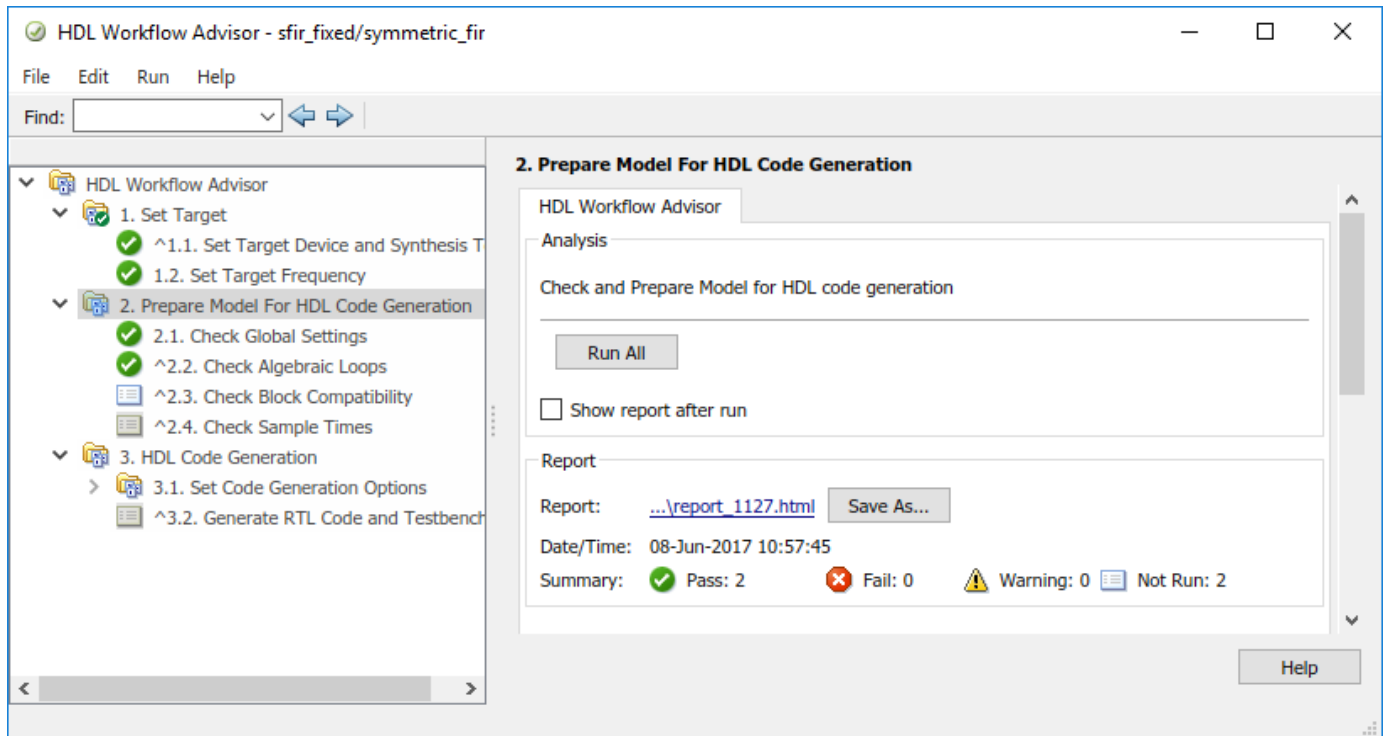 HDL Workflow Advisor - sfir_fixed/symmetric_fir
File Edit Run Help
Find:
HDL Workflow Advisor
1. Set Target
^1.1. Set Target Device and Synthesis T
1.2. Set Target Frequency
2. Prepare Model For HDL Code Generation
2.1. Check Global Settings
^2.2. Check Algebraic Loops
^2.3. Check Block Compatibility
^2.4. Check Sample Times
3. HDL Code Generation
3.1. Set Code Generation Options
^3.2. Generate RTL Code and Testbench
2. Prepare Model For HDL Code Generation
HDL Workflow Advisor
Analysis
Check and Prepare Model for HDL code generation
Run All
Show report after run
Report
Report: ...\report_1127.html Save As...
Date/Time: 08-Jun-2017 10:57:45
Summary: Pass: 2 Fail: 0 Warning: 0 Not Run: 2
Help